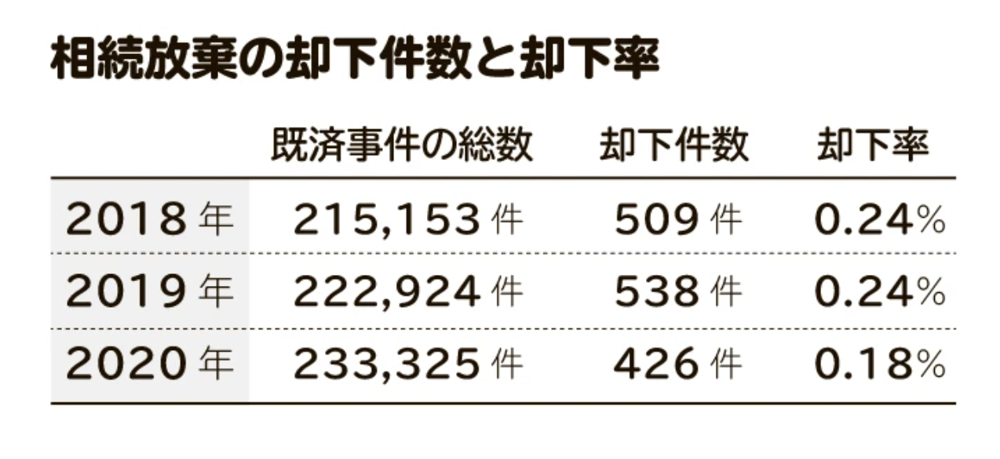 相続放棄の却下件数と却下率
既済事件の総数 却下件数 却下率
2018年 215,153件 509件 0.24%
2019年 222,924件 538件 0.24%
2020年 233,325件 426件 0.18%